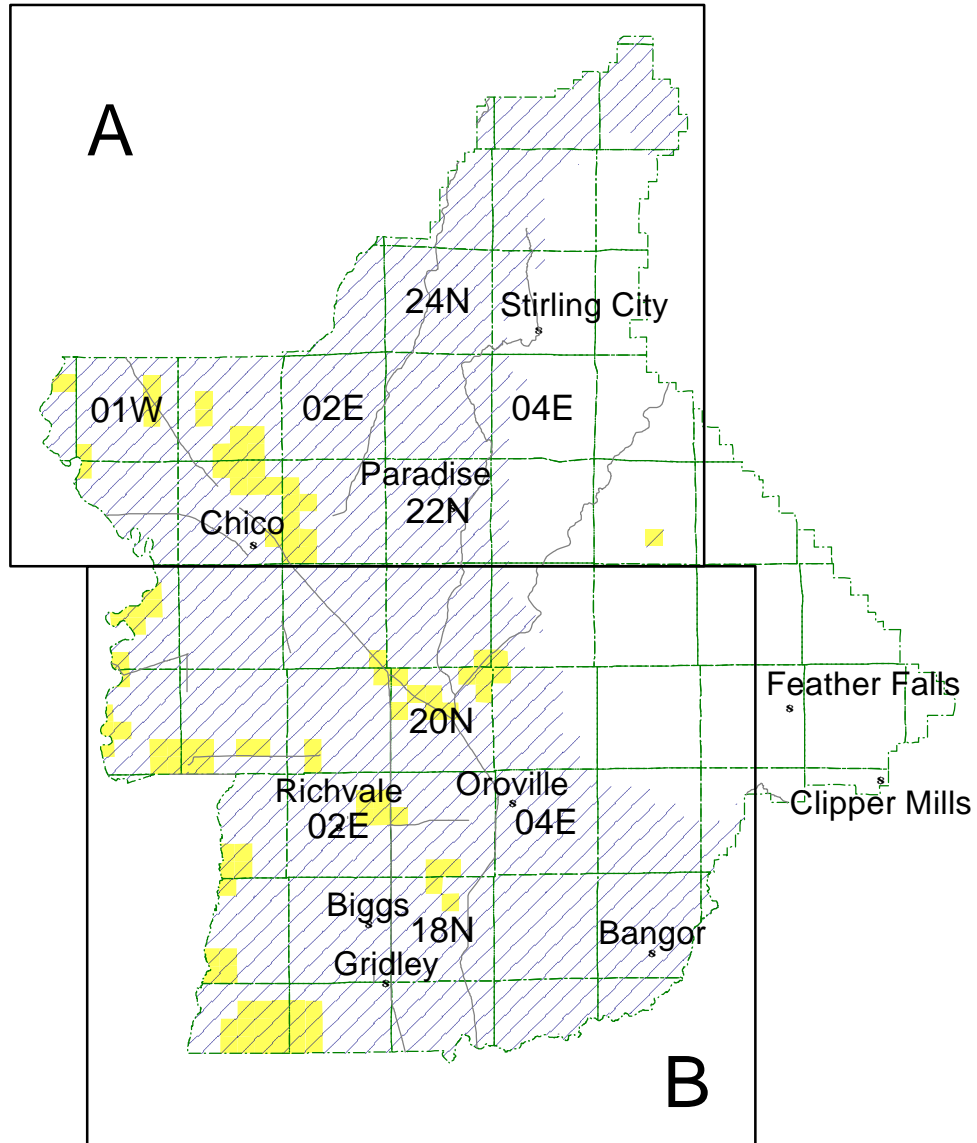 A
24N
Stirling City
01W
02E
04E
Paradise
22N
Chico
Feather Falls
20N
Richvale
Oroville
02E
04E
Clipper Mills
Biggs
18N
Bangor
Gridley
B